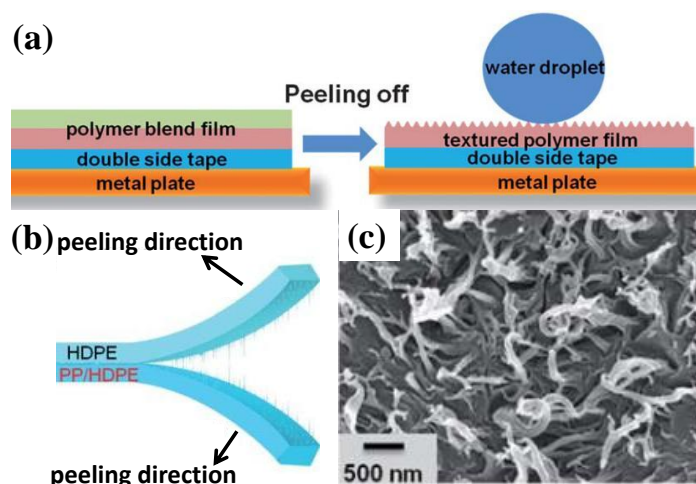 (a)
water droplet
Peeling off
polymer blend film
double side tape
metal plate
textured polymer film
double side tape
metal plate
(b)
peeling direction
HDPE
PP/HDPE
peeling direction
(c)
500 nm